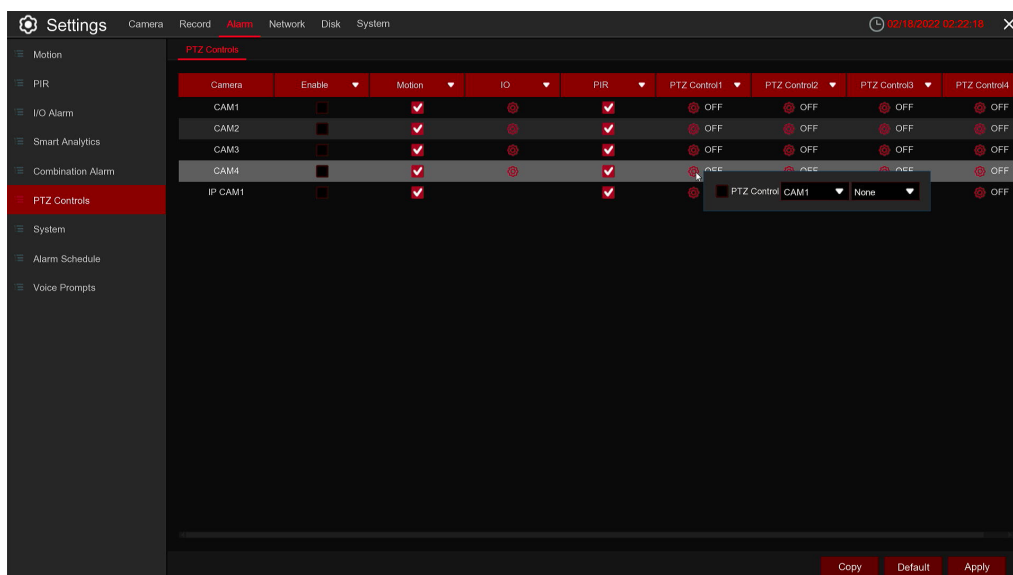 Settings Camera Record Alarm Network Disk System 02/18/2022 02:22:18
PTZ Controls
Motion
PIR
I/O Alarm
Smart Analytics
Combination Alarm
PTZ Controls
System
Alarm Schedule
Voice Prompts
Camera Enable Motion IO PIR PTZ Control1 PTZ Control2 PTZ Control3 PTZ Control4
CAM1 OFF OFF OFF OFF
CAM2 OFF OFF OFF OFF
CAM3 OFF OFF OFF OFF
CAM4 OFF OFF OFF OFF
IP CAM1 OFF
PTZ Control CAM1 None
Copy Default Apply